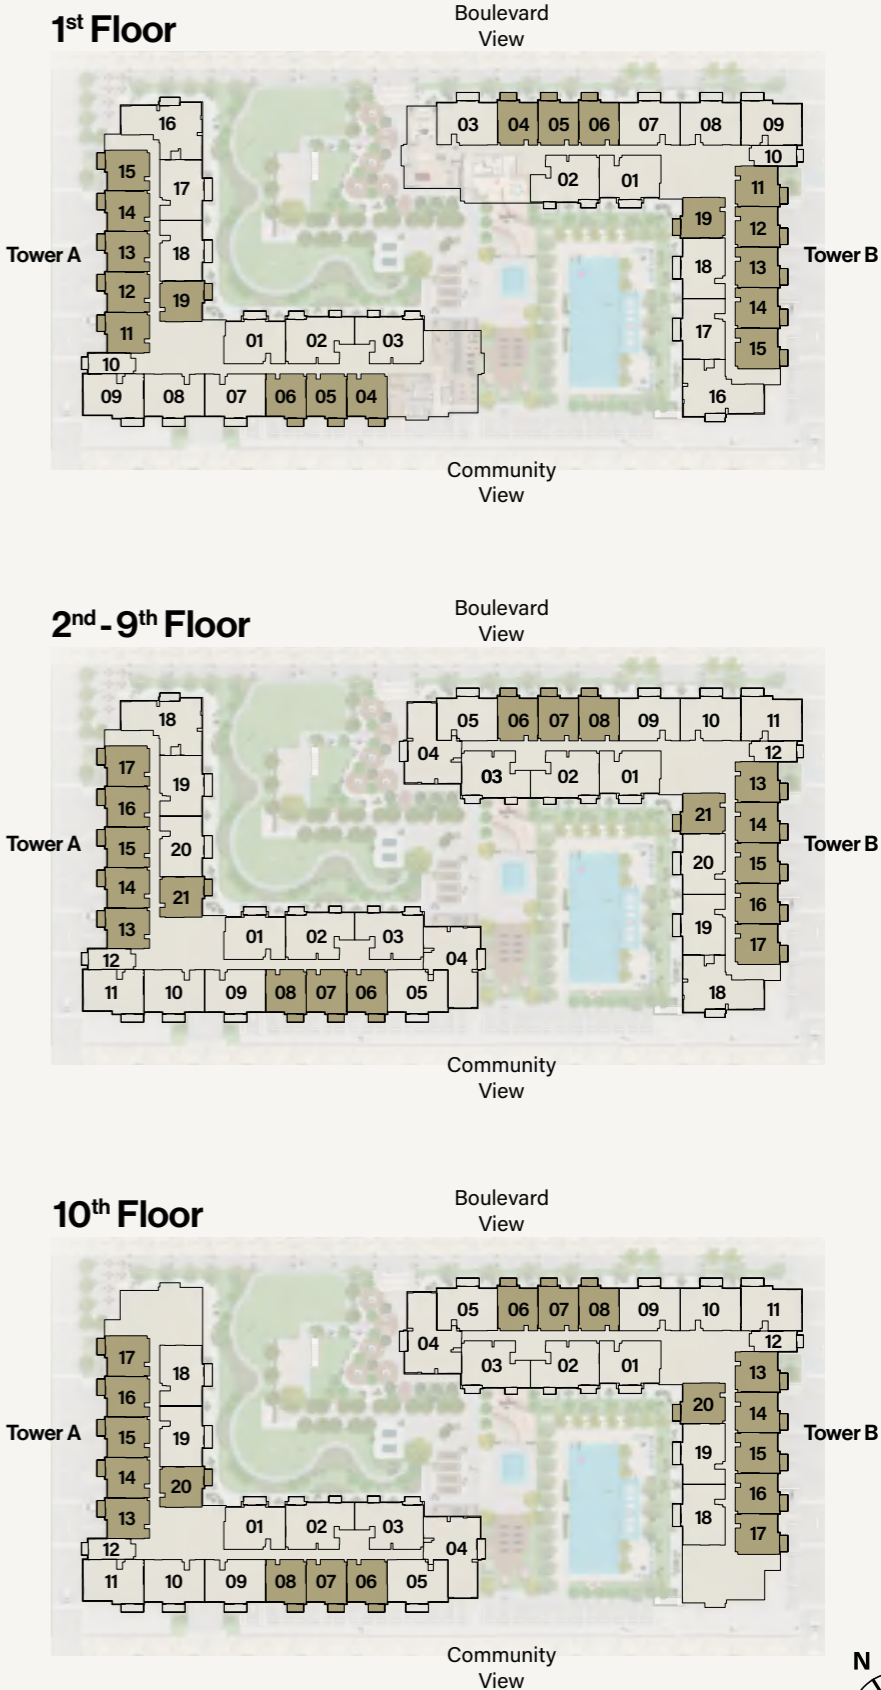 1st Floor
Boulevard
View
16
03 04 05 06 07 08 09
10
15
17
02 01
11
14
19
12
Tower A
13
18
18
13
Tower B
12
19
14
11
01 02 03
17
15
10
09 08 07 06 05 04
16
Community
View
2nd - 9th Floor
Boulevard
View
18
05 06 07 08 09 10 11
04
12
17
19
03 02 01
13
16
21
14
Tower A
15
20
20
15
Tower B
14
21
16
13
01 02 03
19
17
12
04
11 10 09 08 07 06 05
18
Community
View
10th Floor
Boulevard
View
05 06 07 08 09 10 11
04
12
17
18
03 02 01
13
16
20
14
Tower A
15
19
19
15
Tower B
14
20
16
13
01 02 03
18
17
12
04
11 10 09 08 07 06 05
Community
View
N